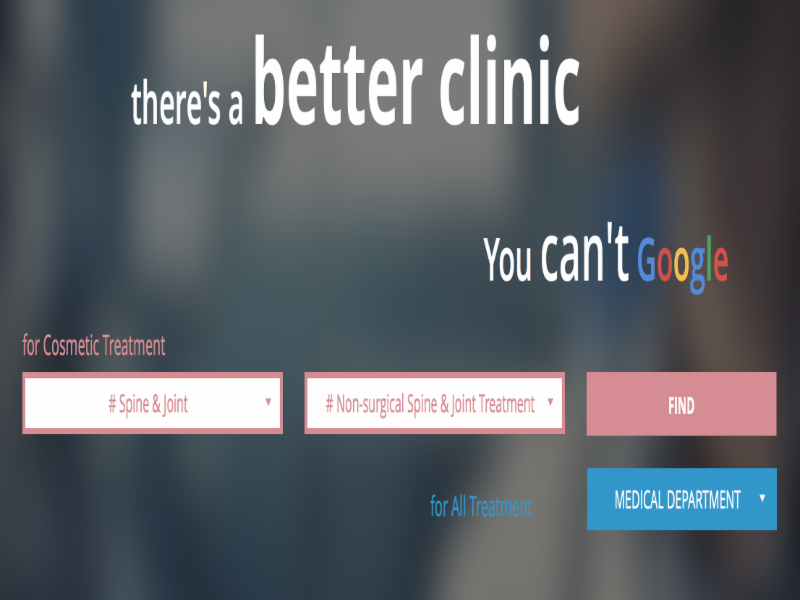 there's a better clinic
You can't Google
for Cosmetic Treatment
# Spine & Joint
# Non-surgical Spine & Joint Treatment
FIND
for All Treatment
MEDICAL DEPARTMENT